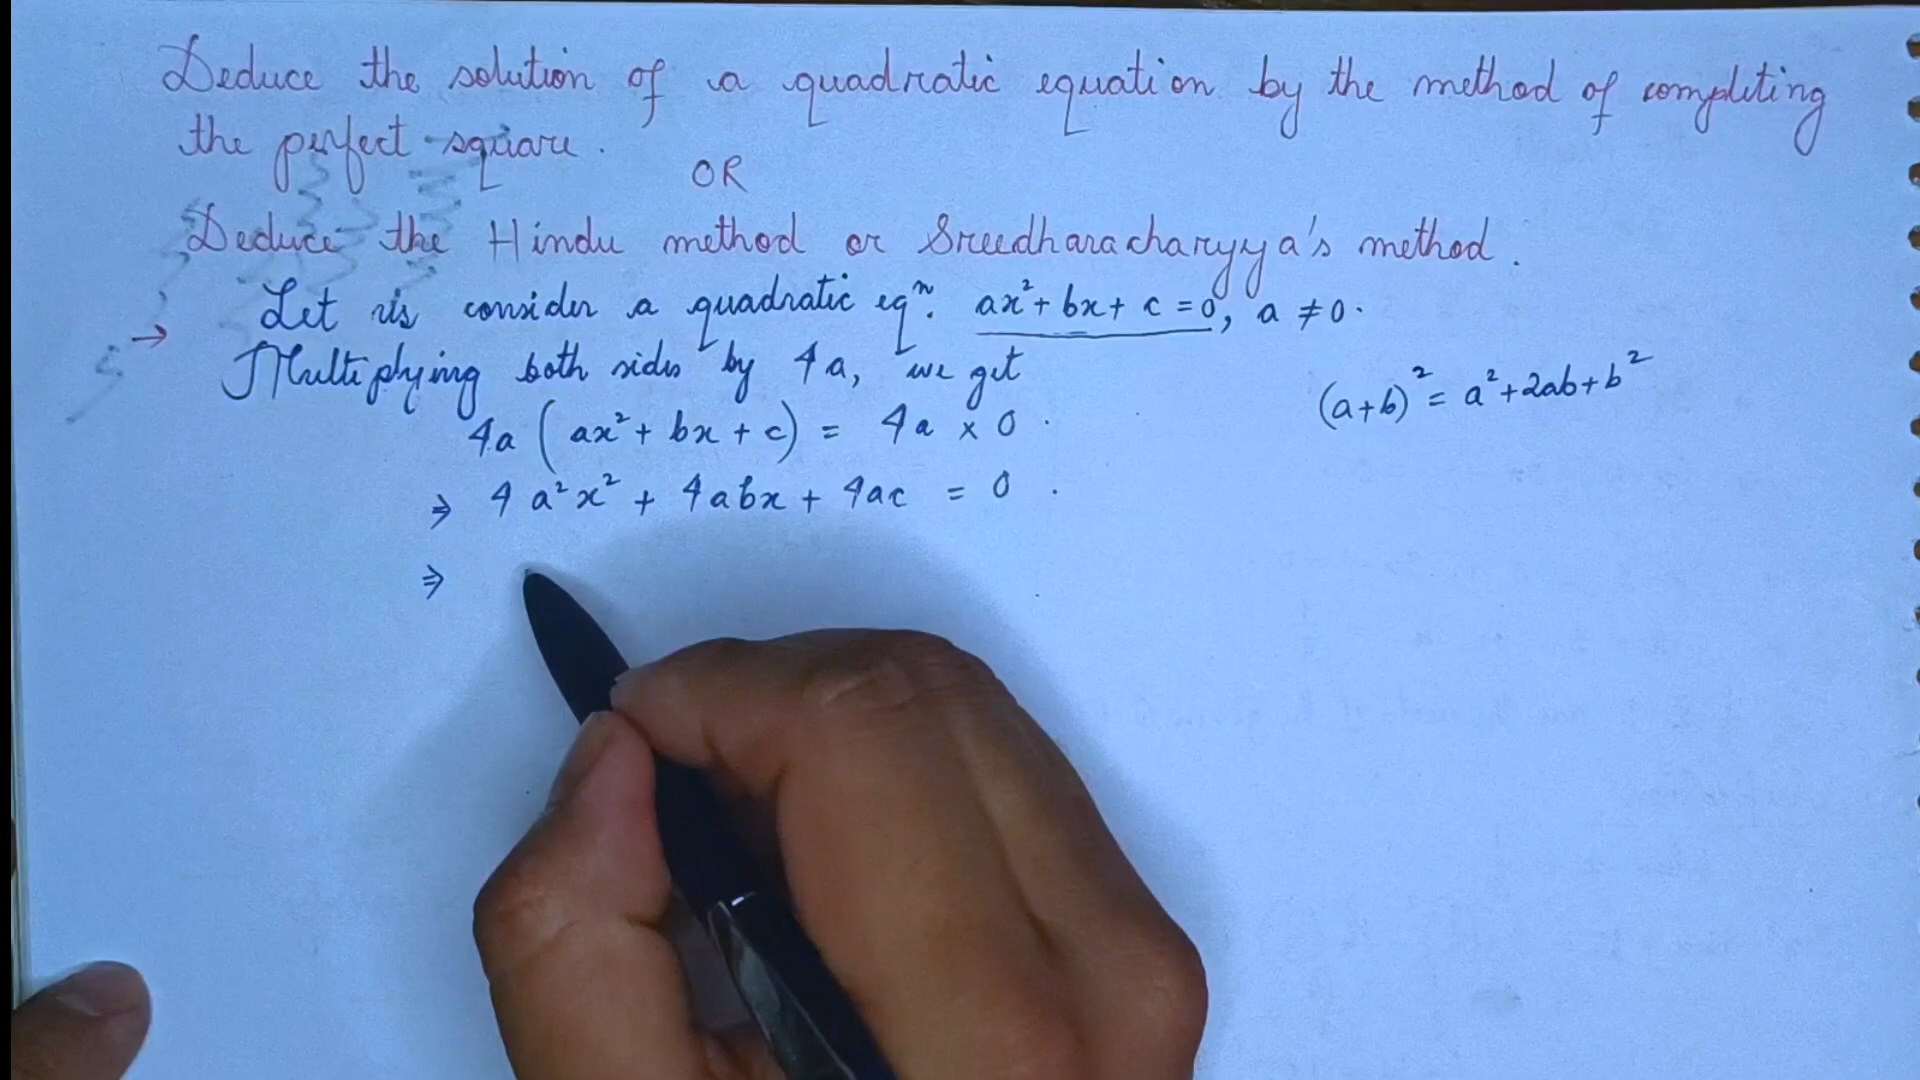 Deduce the solution of a quadratic equation by the method of completing
the perfect square.
OR
Deduce the Hindu method or Sreedharacharyya's method.
→ Let us consider a quadratic eqⁿ. ax² + bx + c = 0, a ≠ 0.
Multiplying both sides by 4a, we get
(a+b)² = a² + 2ab + b²
4a (ax² + bx + c) = 4a × 0.
⇒ 4a²x² + 4abx + 4ac = 0.
⇒